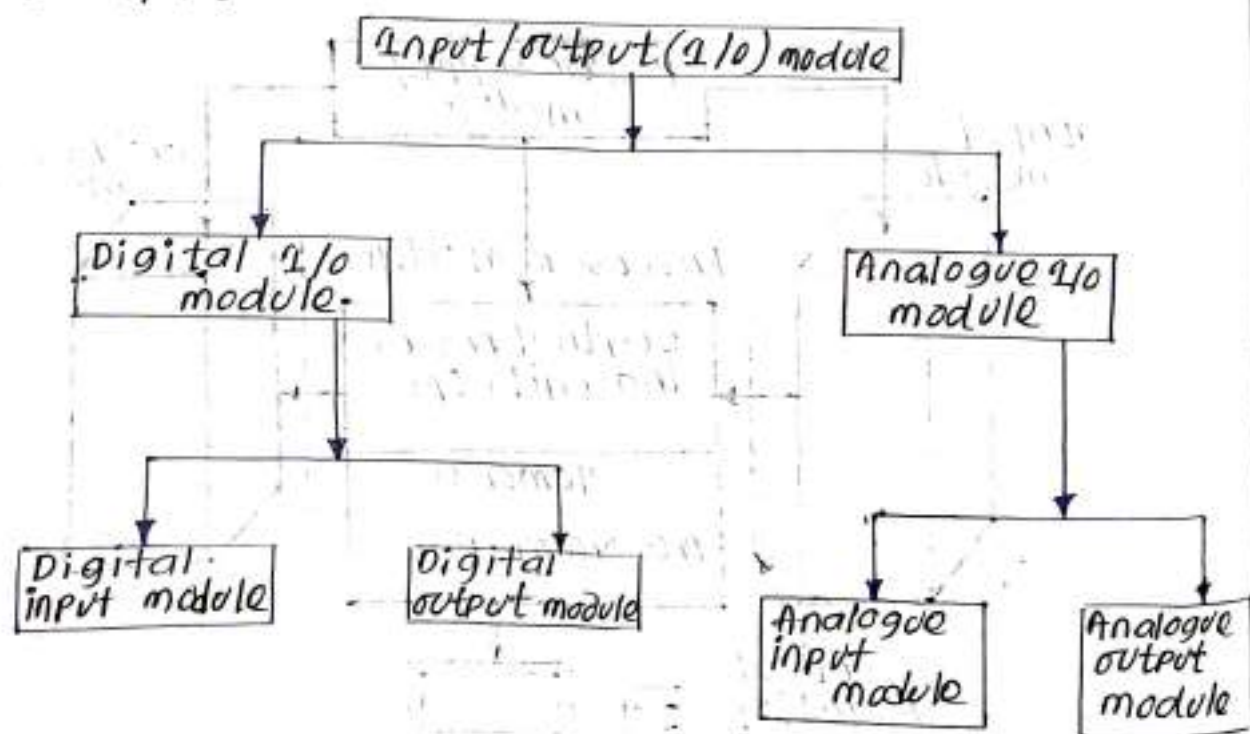 Input/output (I/O) module
Digital I/O
module.
Analogue I/O
module
Digital
input module
Digital
output module
Analogue
input
module
Analogue
output
module